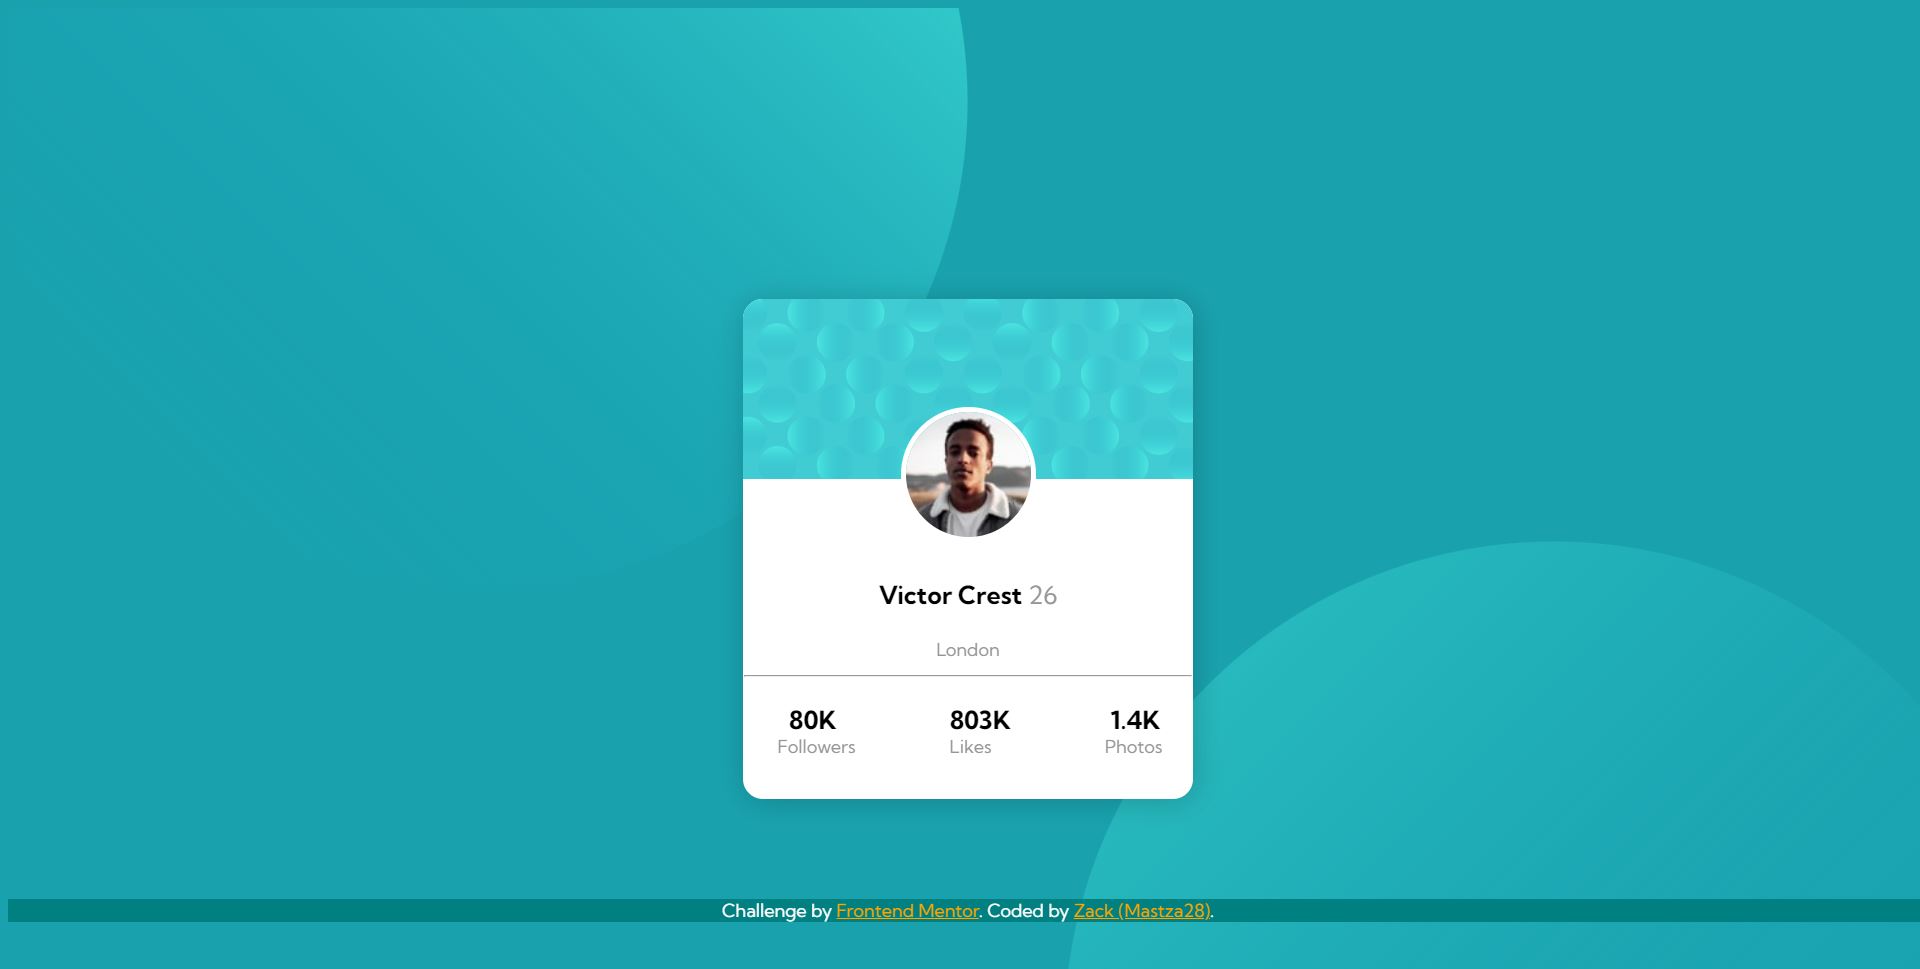 Victor Crest 26
London
80K 803K 1.4K
Followers Likes Photos
Challenge by Frontend Mentor. Coded by Zack (Mastza28).